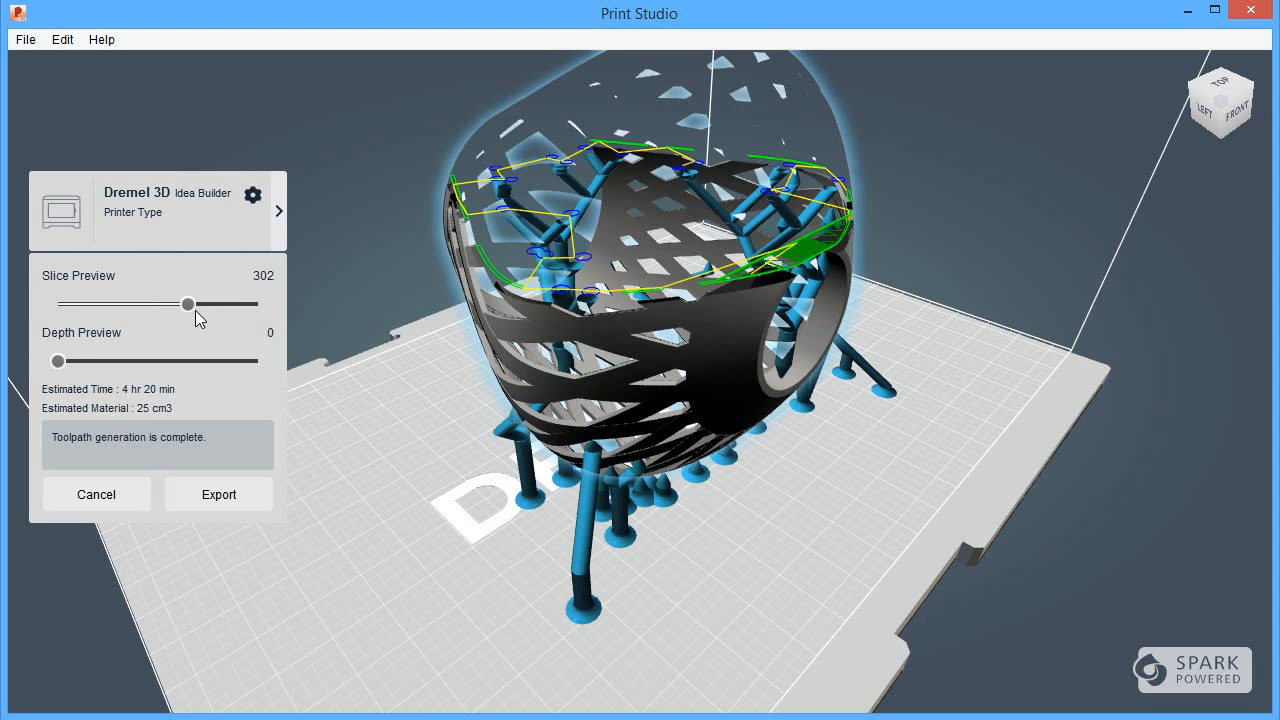 Print Studio
File Edit Help
TOP
LEFT
FRONT
Dremel 3D Idea Builder
Printer Type
Slice Preview 302
Depth Preview 0
Estimated Time : 4 hr 20 min
Estimated Material : 25 cm3
Toolpath generation is complete.
Cancel Export
SPARK
POWERED